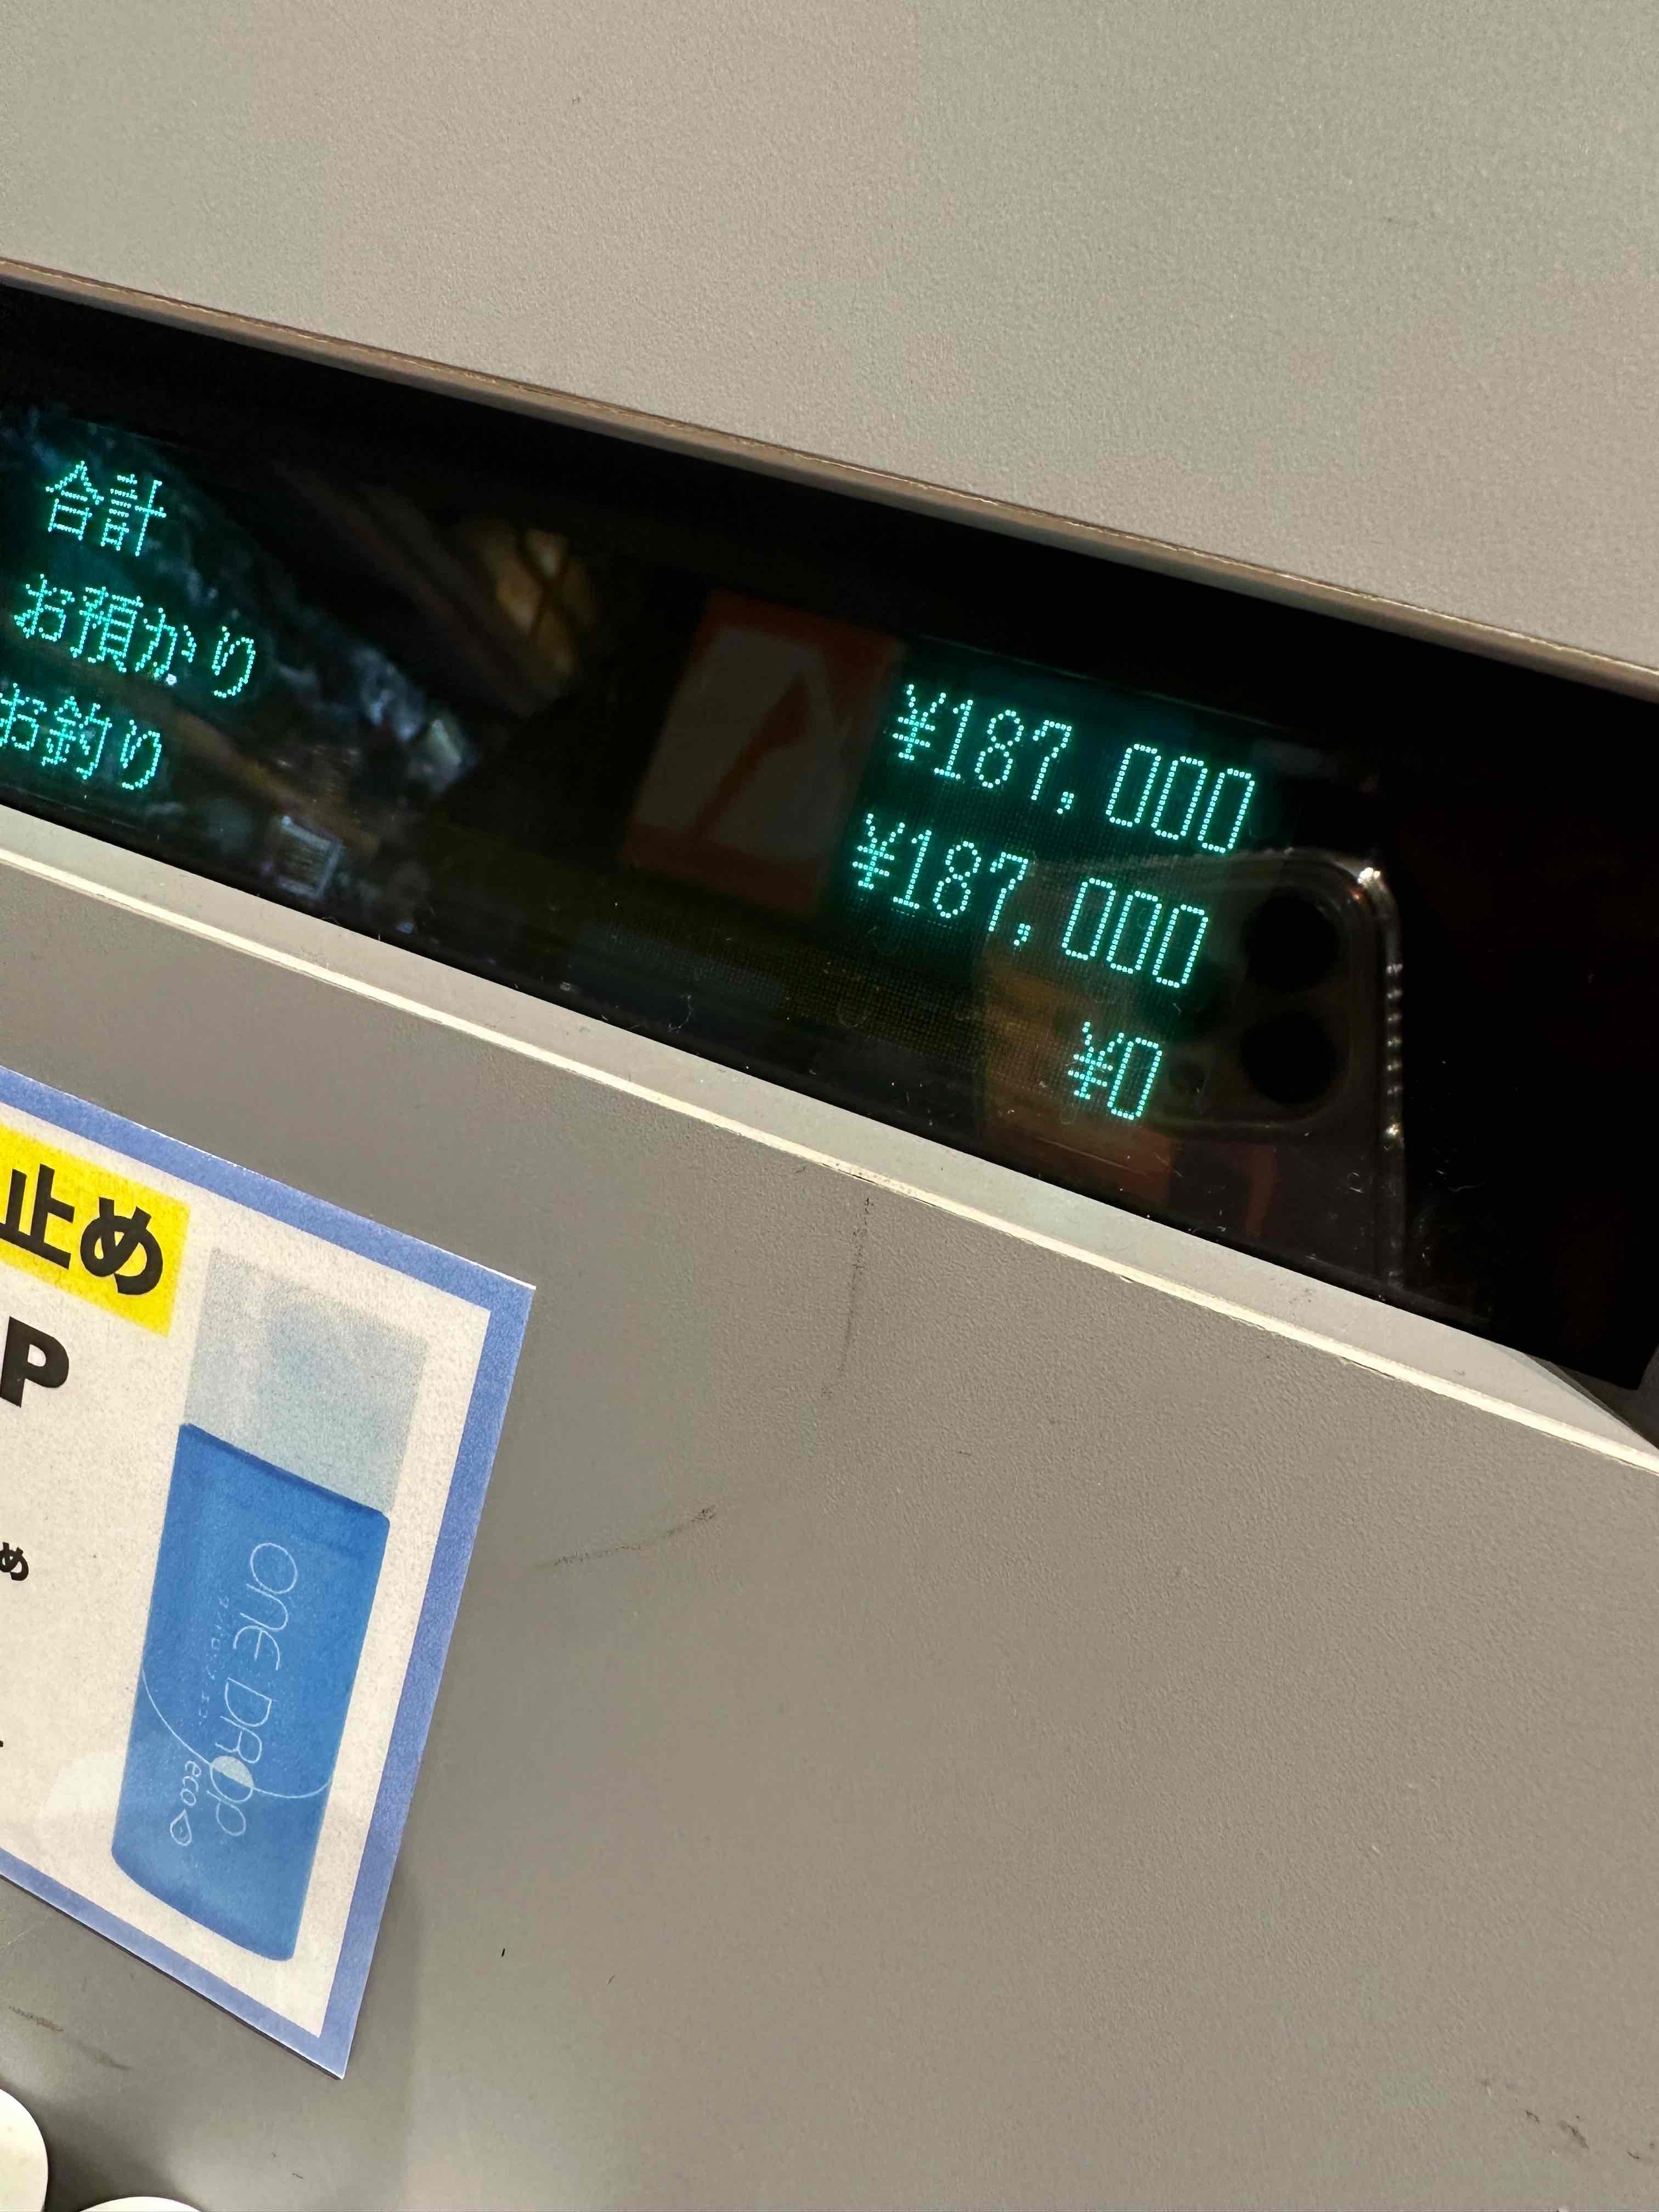 合計 ¥187,000
お預かり ¥187,000
お釣り ¥0
止め
P
め
ONE DROP
eco